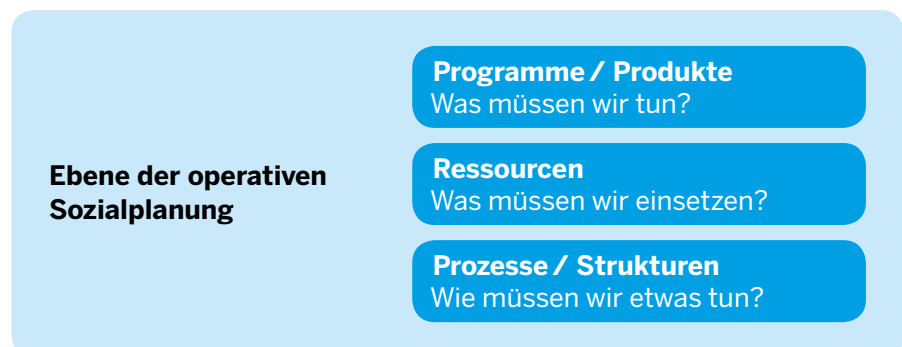 Ebene der operativen
Sozialplanung
Programme / Produkte
Was müssen wir tun?
Ressourcen
Was müssen wir einsetzen?
Prozesse / Strukturen
Wie müssen wir etwas tun?